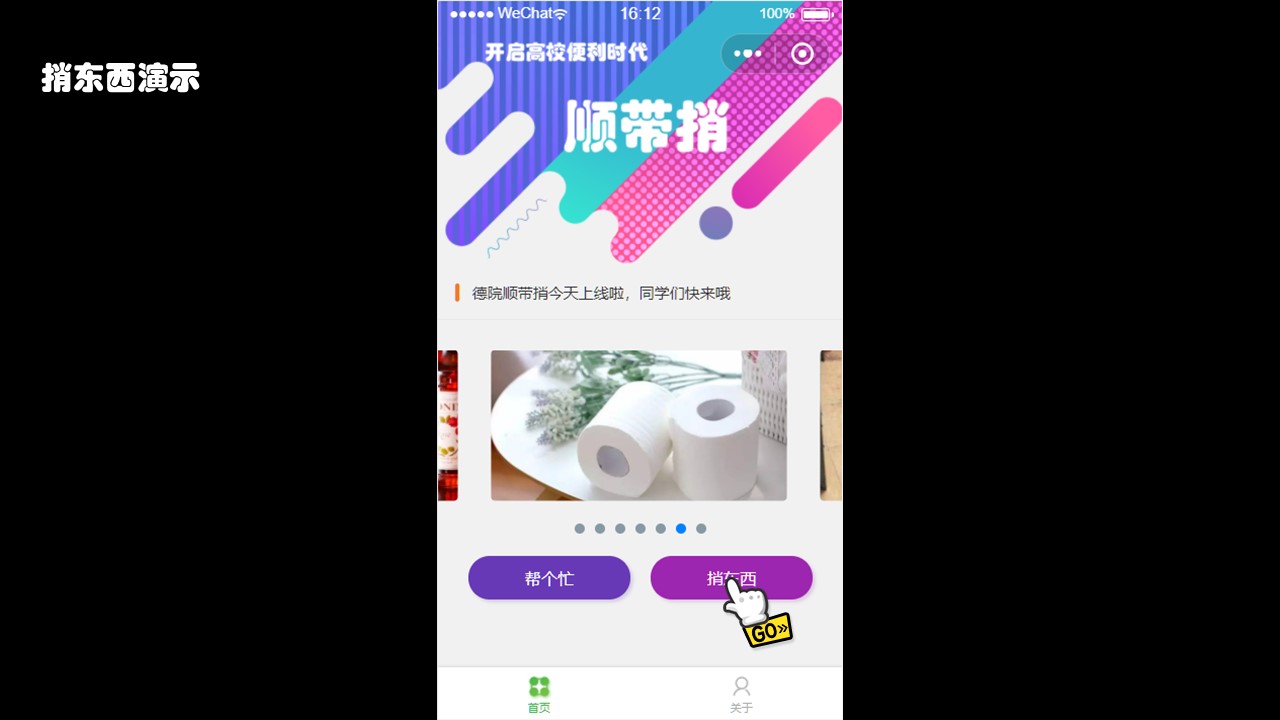 捎东西演示
WeChat
16:12
100%
开启高校便利时代
顺带捎
德院顺带捎今天上线啦，同学们快来哦
帮个忙
捎东西
GO»
首页
关于